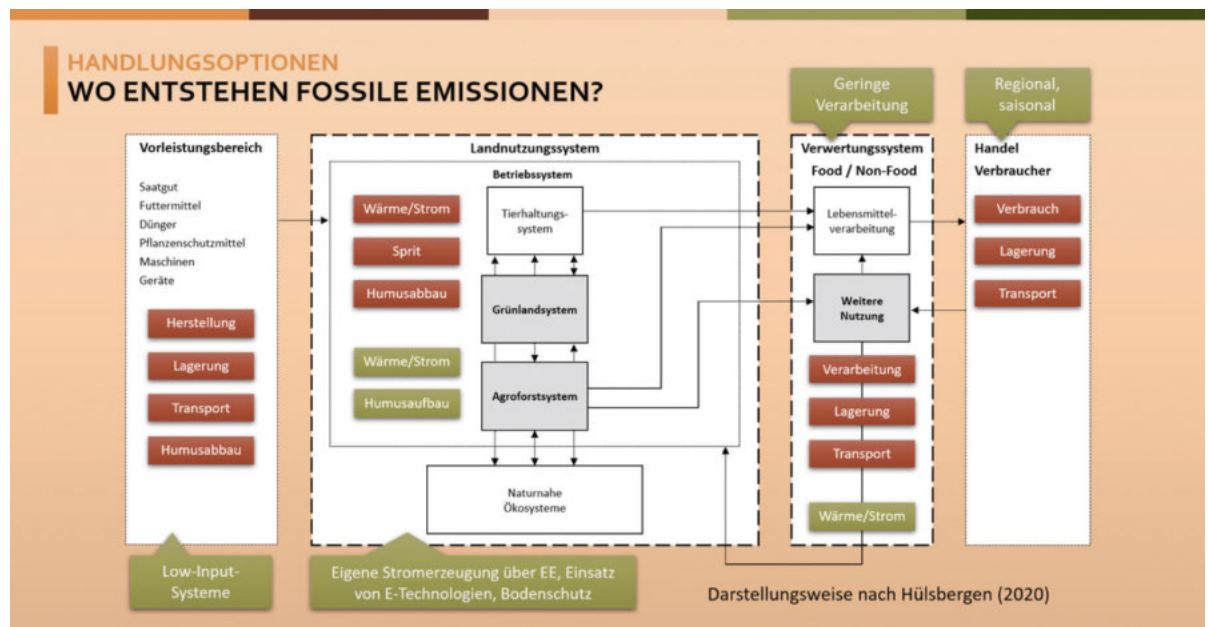 HANDLUNGSOPTIONEN
WO ENTSTEHEN FOSSILE EMISSIONEN?
Geringe
Verarbeitung
Regional,
saisonal
Vorleistungsbereich
Saatgut
Futtermittel
Dünger
Pflanzenschutzmittel
Maschinen
Geräte
Herstellung
Lagerung
Transport
Humusabbau
Low-Input-
Systeme
Landnutzungssystem
Betriebssystem
Wärme/Strom
Sprit
Humusabbau
Wärme/Strom
Humusaufbau
Tierhaltungs-
system
Grünlandsystem
Agroforstsystem
Naturnahe
Ökosysteme
Eigene Stromerzeugung über EE, Einsatz
von E-Technologien, Bodenschutz
Verwertungssystem
Food / Non-Food
Lebensmittel-
verarbeitung
Weitere
Nutzung
Verarbeitung
Lagerung
Transport
Wärme/Strom
Handel
Verbraucher
Verbrauch
Lagerung
Transport
Darstellungsweise nach Hülsbergen (2020)